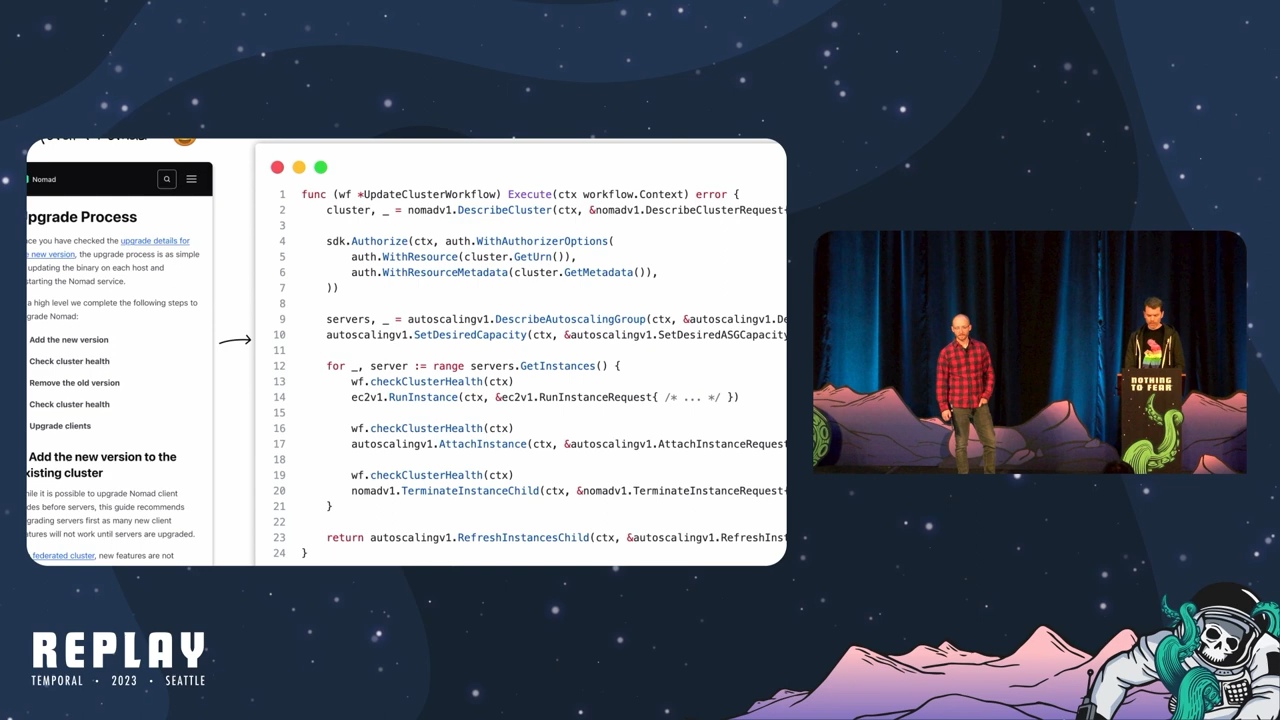 Nomad
pgrade Process
ce you have checked the upgrade details for
new version, the upgrade process is as simple
updating the binary on each host and
starting the Nomad service.
a high level we complete the following steps to
grade Nomad:
Add the new version
Check cluster health
Remove the old version
Check cluster health
Upgrade clients
Add the new version to the
xisting cluster
ile it is possible to upgrade Nomad client
des before servers, this guide recommends
grading servers first as many new client
tures will not work until servers are upgraded.
federated cluster, new features are not
1 func (wf *UpdateClusterWorkflow) Execute(ctx workflow.Context) error {
2 cluster, _ = nomadv1.DescribeCluster(ctx, &nomadv1.DescribeClusterRequest{
3
4 sdk.Authorize(ctx, auth.WithAuthorizerOptions(
5 auth.WithResource(cluster.GetUrn()),
6 auth.WithResourceMetadata(cluster.GetMetadata()),
7 ))
8
9 servers, _ = autoscalingv1.DescribeAutoscalingGroup(ctx, &autoscalingv1.De
10 autoscalingv1.SetDesiredCapacity(ctx, &autoscalingv1.SetDesiredASGCapacity
11
12 for _, server := range servers.GetInstances() {
13 wf.checkClusterHealth(ctx)
14 ec2v1.RunInstance(ctx, &ec2v1.RunInstanceRequest{ /* ... */ })
15
16 wf.checkClusterHealth(ctx)
17 autoscalingv1.AttachInstance(ctx, &autoscalingv1.AttachInstanceRequest
18
19 wf.checkClusterHealth(ctx)
20 nomadv1.TerminateInstanceChild(ctx, &nomadv1.TerminateInstanceRequest{
21 }
22
23 return autoscalingv1.RefreshInstancesChild(ctx, &autoscalingv1.RefreshInst
24 }
NOTHING
TO FEAR
REPLAY
TEMPORAL • 2023 • SEATTLE